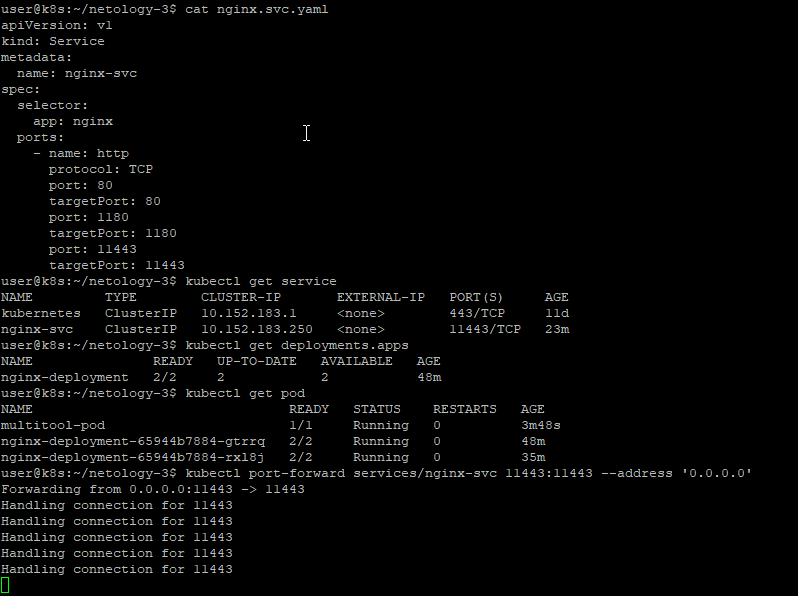 user@k8s:~/netology-3$ cat nginx.svc.yaml
apiVersion: v1
kind: Service
metadata:
  name: nginx-svc
spec:
  selector:
    app: nginx
  ports:
    - name: http
      protocol: TCP
      port: 80
      targetPort: 80
      port: 1180
      targetPort: 1180
      port: 11443
      targetPort: 11443
user@k8s:~/netology-3$ kubectl get service
NAME         TYPE        CLUSTER-IP       EXTERNAL-IP   PORT(S)     AGE
kubernetes   ClusterIP   10.152.183.1     <none>        443/TCP     11d
nginx-svc    ClusterIP   10.152.183.250   <none>        11443/TCP   23m
user@k8s:~/netology-3$ kubectl get deployments.apps
NAME               READY   UP-TO-DATE   AVAILABLE   AGE
nginx-deployment   2/2     2            2           48m
user@k8s:~/netology-3$ kubectl get pod
NAME                                READY   STATUS    RESTARTS   AGE
multitool-pod                       1/1     Running   0          3m48s
nginx-deployment-65944b7884-gtrrq   2/2     Running   0          48m
nginx-deployment-65944b7884-rxl8j   2/2     Running   0          35m
user@k8s:~/netology-3$ kubectl port-forward services/nginx-svc 11443:11443 --address '0.0.0.0'
Forwarding from 0.0.0.0:11443 -> 11443
Handling connection for 11443
Handling connection for 11443
Handling connection for 11443
Handling connection for 11443
Handling connection for 11443